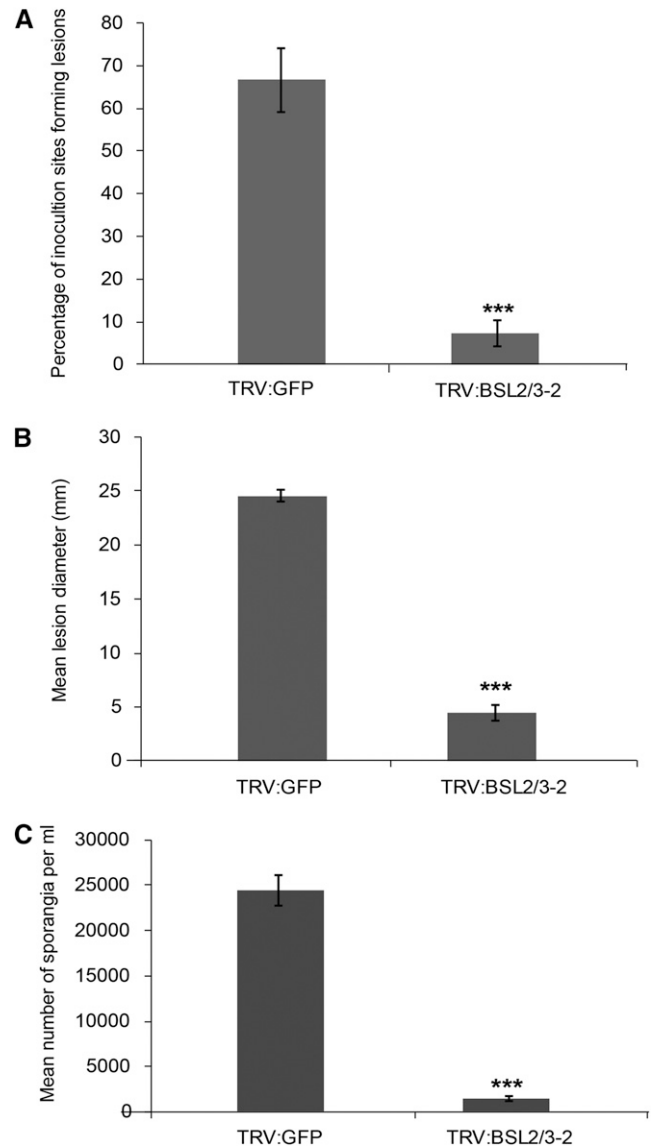 A
Percentage of inocultion sites forming lesions
80
70
60
50
40
30
20
10
0
***
TRV:GFP
TRV:BSL2/3-2
B
Mean lesion diameter (mm)
30
25
20
15
10
5
0
***
TRV:GFP
TRV:BSL2/3-2
C
Mean number of sporangia per ml
30000
25000
20000
15000
10000
5000
0
***
TRV:GFP
TRV:BSL2/3-2